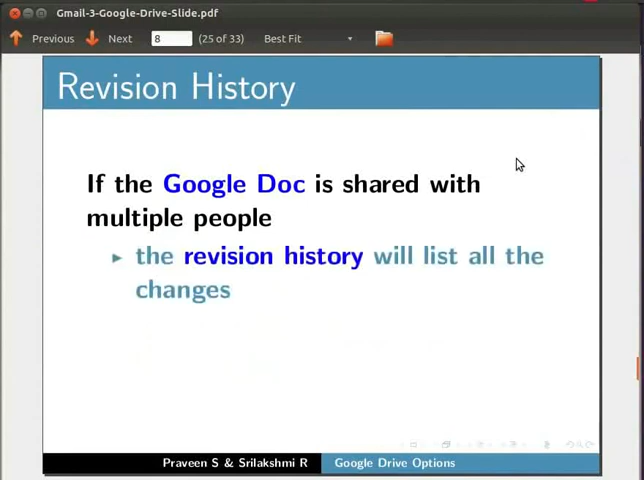 Gmail-3-Google-Drive-Slide.pdf
Previous Next 8 (25 of 33) Best Fit
Revision History
If the Google Doc is shared with
multiple people
the revision history will list all the
changes
Praveen S & Srilakshmi R Google Drive Options